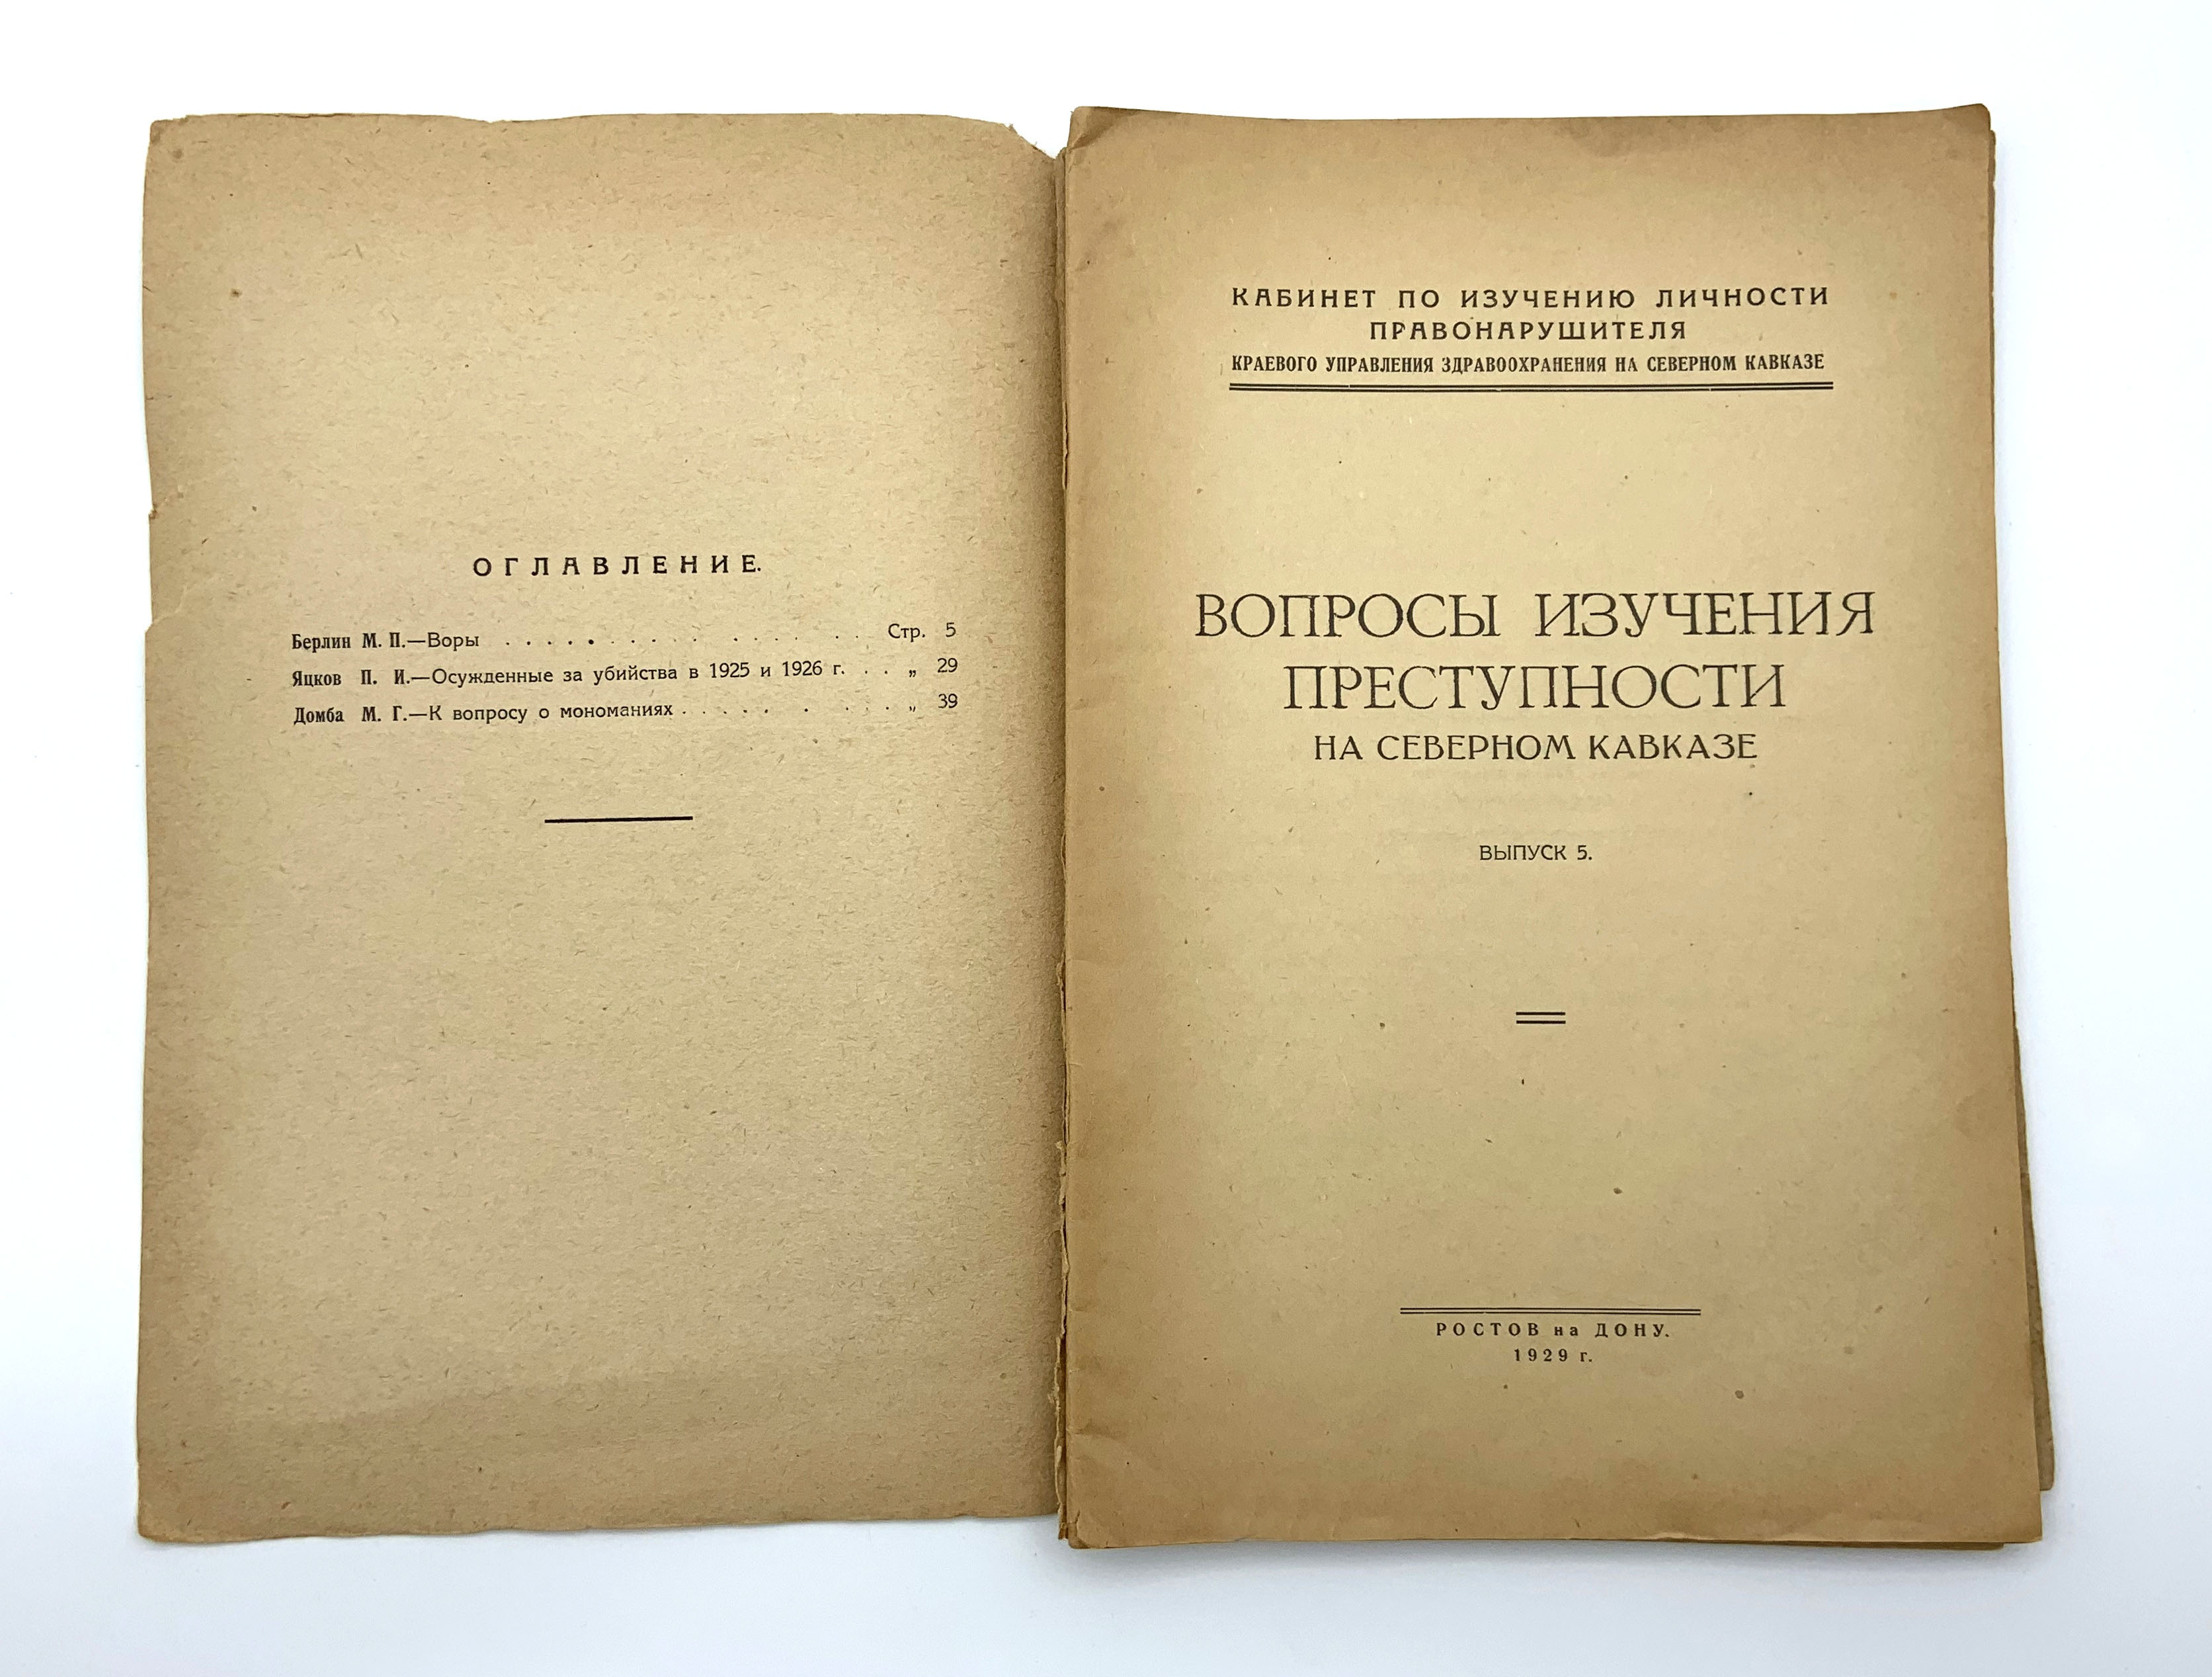 ОГЛАВЛЕНИЕ.
Берлин М. П.—Воры . . . . . . . . . . . . . . . Стр. 5
Яцков П. И.—Осужденные за убийства в 1925 и 1926 г. . . „ 29
Домба М. Г.—К вопросу о мономаниях . . . . . . . . . . „ 39
КАБИНЕТ ПО ИЗУЧЕНИЮ ЛИЧНОСТИ
ПРАВОНАРУШИТЕЛЯ
КРАЕВОГО УПРАВЛЕНИЯ ЗДРАВООХРАНЕНИЯ НА СЕВЕРНОМ КАВКАЗЕ
ВОПРОСЫ ИЗУЧЕНИЯ
ПРЕСТУПНОСТИ
НА СЕВЕРНОМ КАВКАЗЕ
ВЫПУСК 5.
РОСТОВ на ДОНУ.
1929 г.